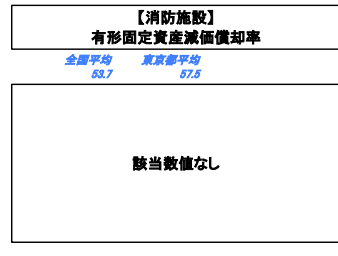 【消防施設】
有形固定資産減価償却率
全国平均 東京都平均
53.7 57.5
該当数値なし